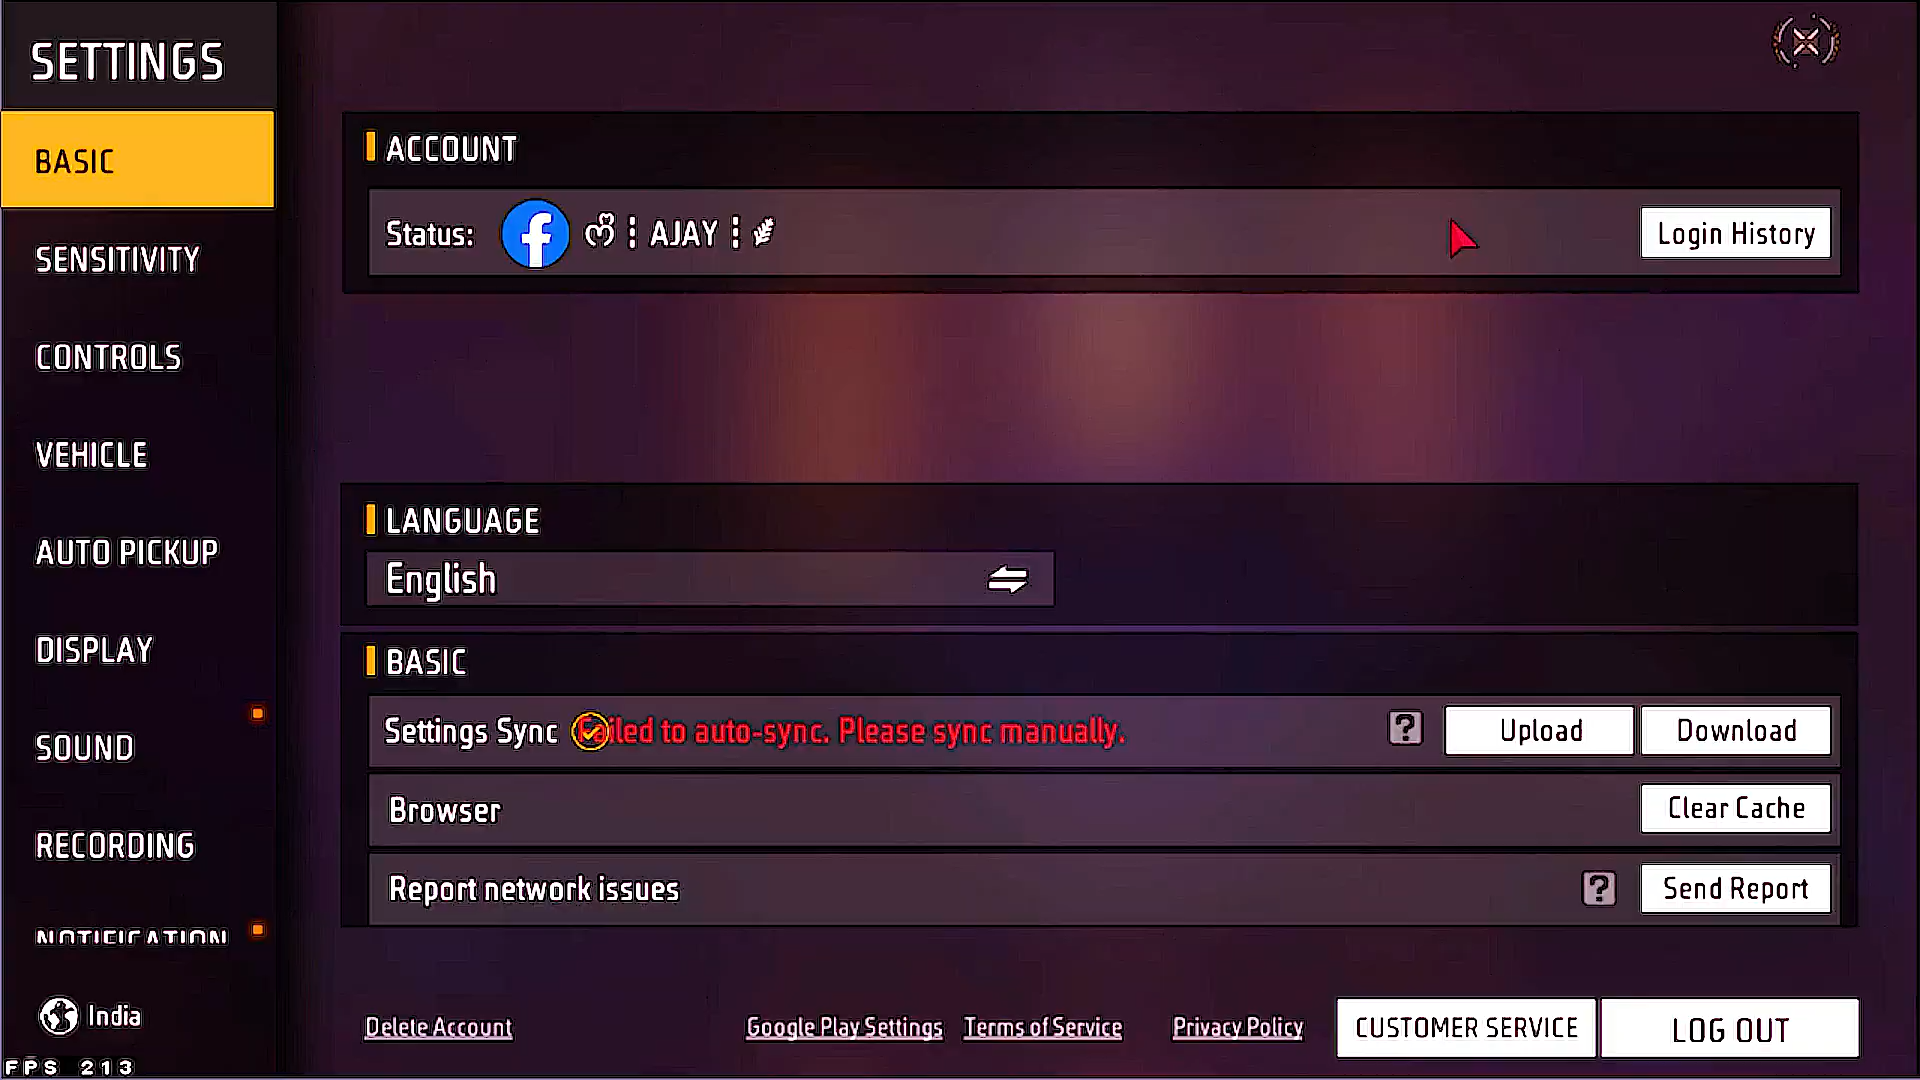 SETTINGS
BASIC
SENSITIVITY
CONTROLS
VEHICLE
AUTO PICKUP
DISPLAY
SOUND
RECORDING
NOTIFICATION
India
FPS 213
ACCOUNT
Status: ෆ ⋮ AJAY ⋮
Login History
LANGUAGE
English
BASIC
Settings Sync Failed to auto-sync. Please sync manually. ? Upload Download
Browser Clear Cache
Report network issues ? Send Report
Delete Account Google Play Settings Terms of Service Privacy Policy CUSTOMER SERVICE LOG OUT